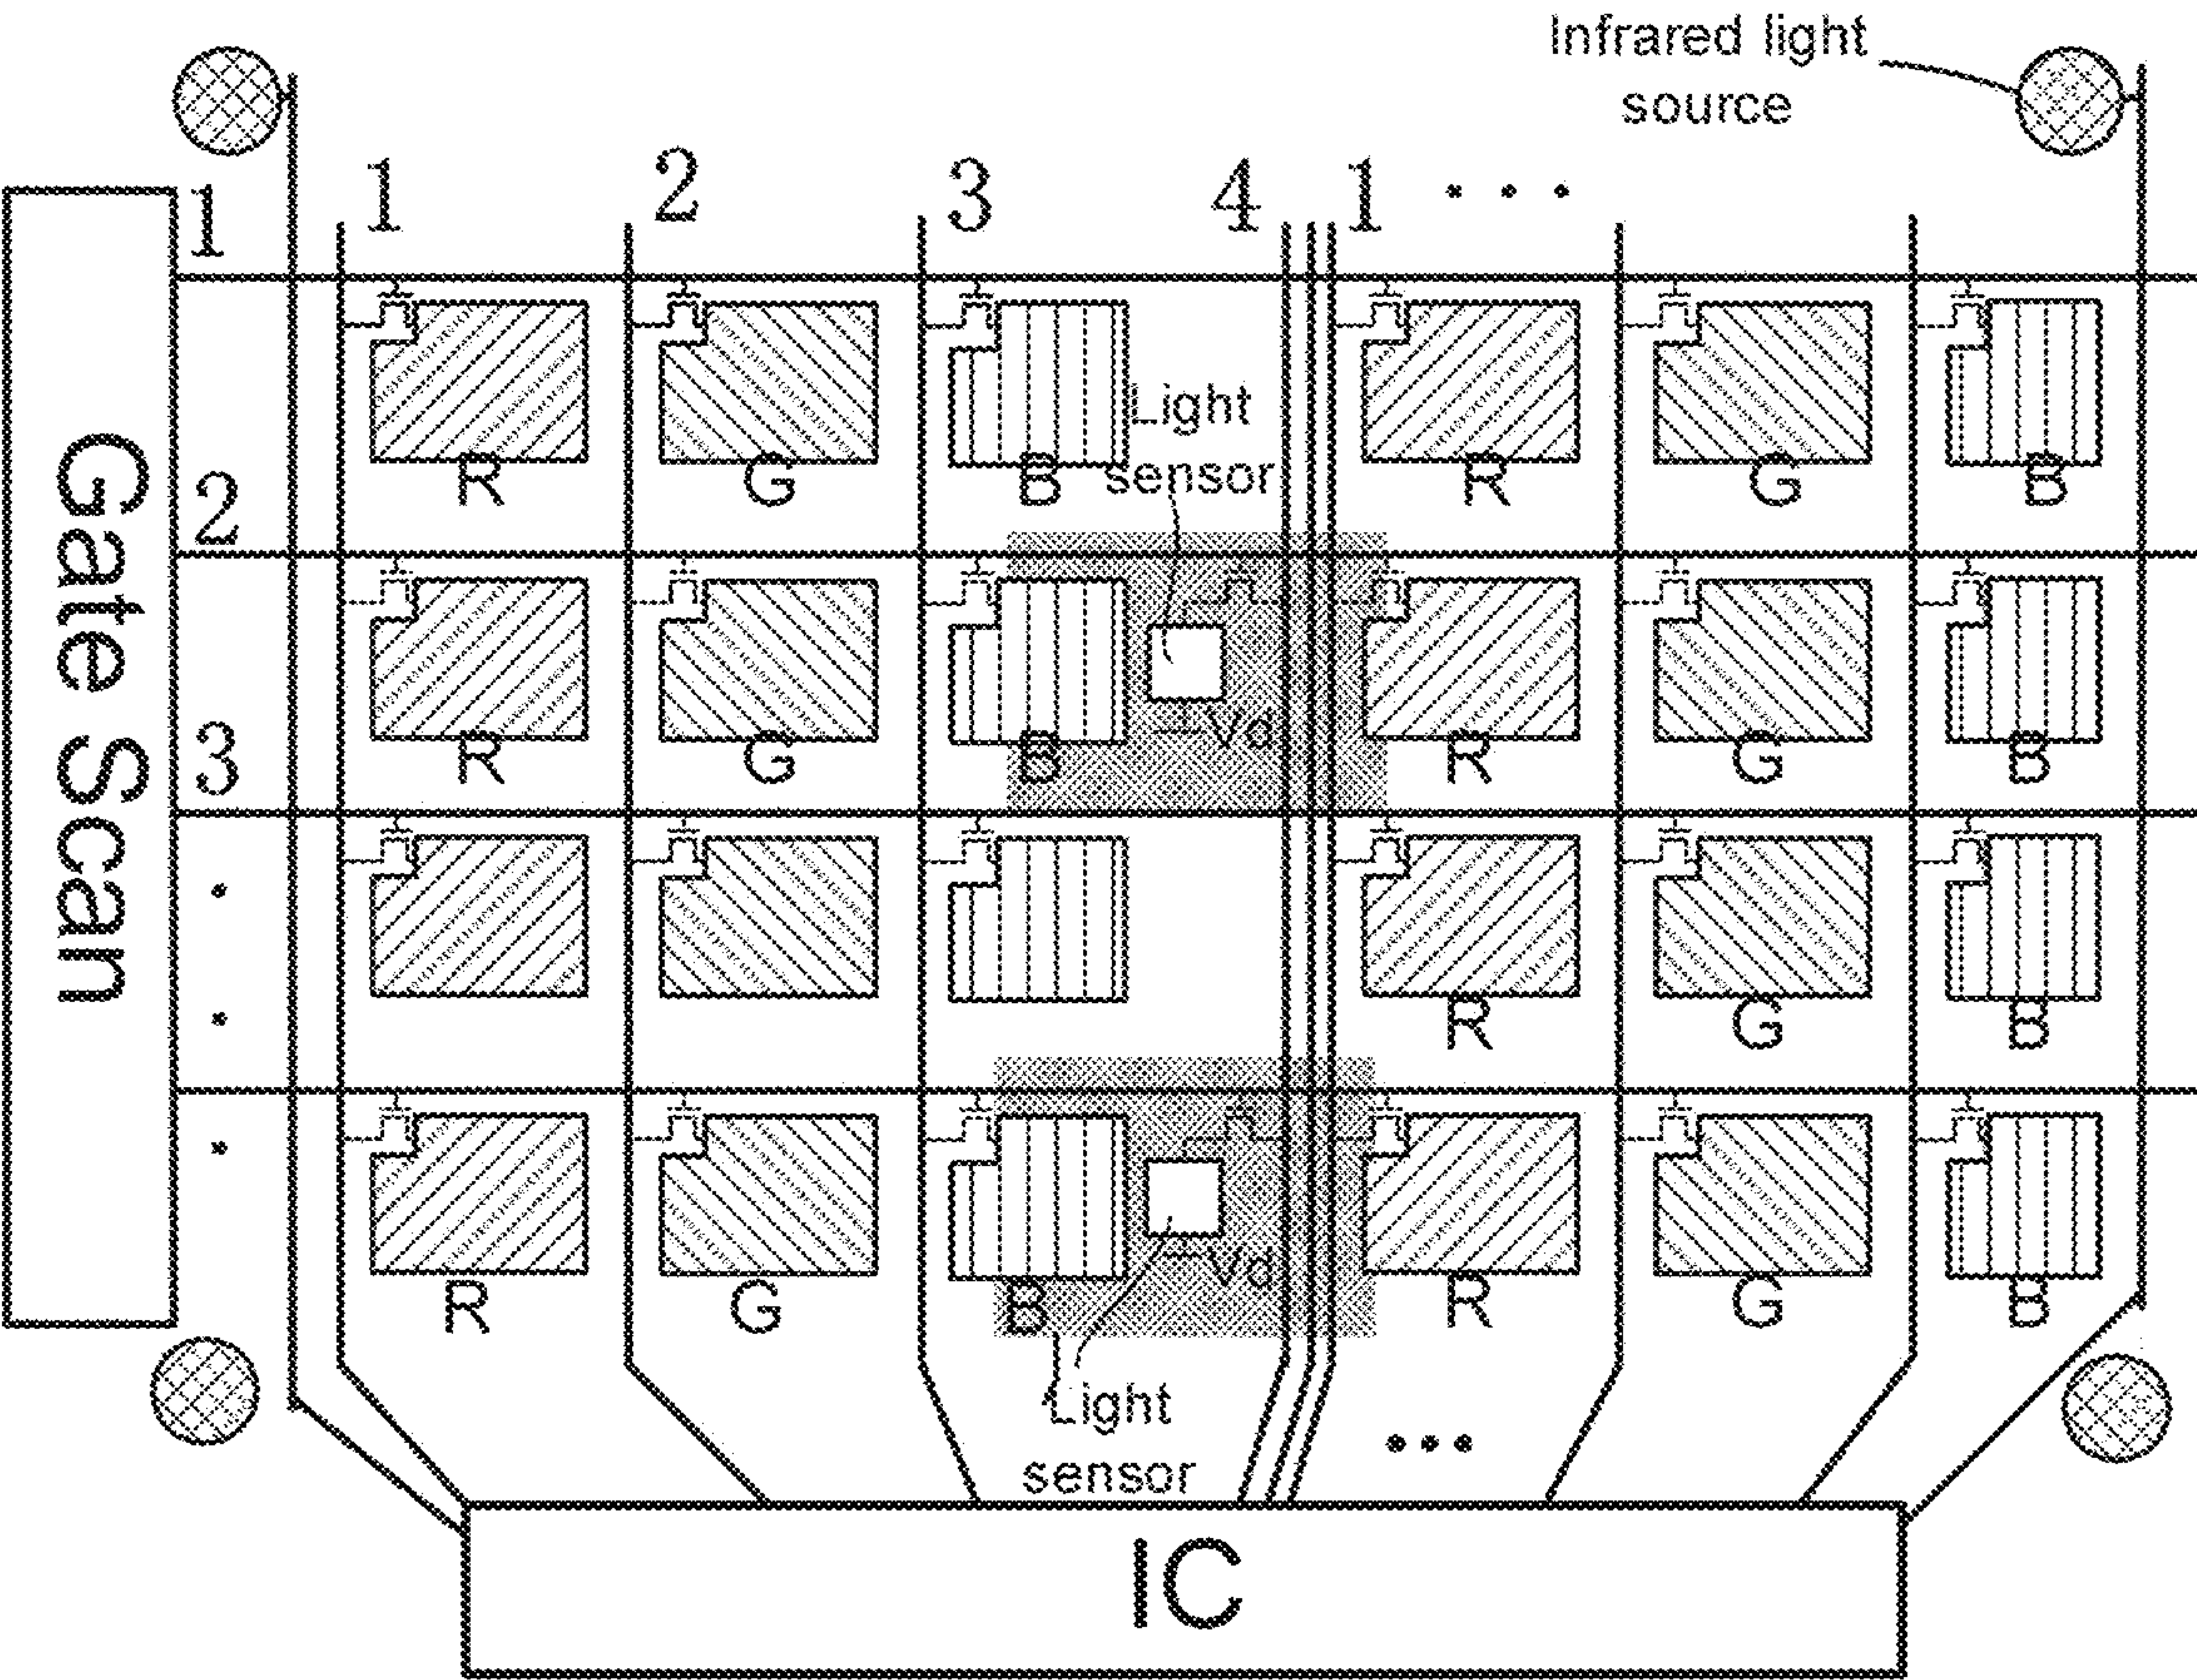 Infrared light
source
1 2 3 4 1 ...
1
R G B R G B
Light
sensor
2
R G B R G B
Vd
3
R G B
R G B R G B
Vd
Light
sensor
...
Gate Scan
IC